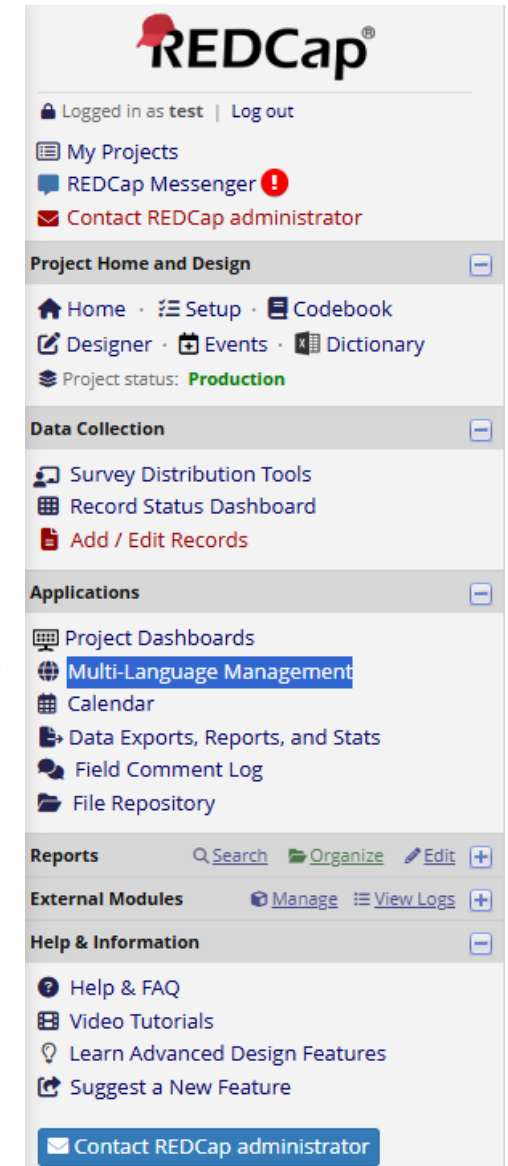 REDCap®
Logged in as test | Log out
My Projects
REDCap Messenger !
Contact REDCap administrator
Project Home and Design
Home · Setup · Codebook
Designer · Events · Dictionary
Project status: Production
Data Collection
Survey Distribution Tools
Record Status Dashboard
Add / Edit Records
Applications
Project Dashboards
Multi-Language Management
Calendar
Data Exports, Reports, and Stats
Field Comment Log
File Repository
Reports Search Organize Edit
External Modules Manage View Logs
Help & Information
Help & FAQ
Video Tutorials
Learn Advanced Design Features
Suggest a New Feature
Contact REDCap administrator